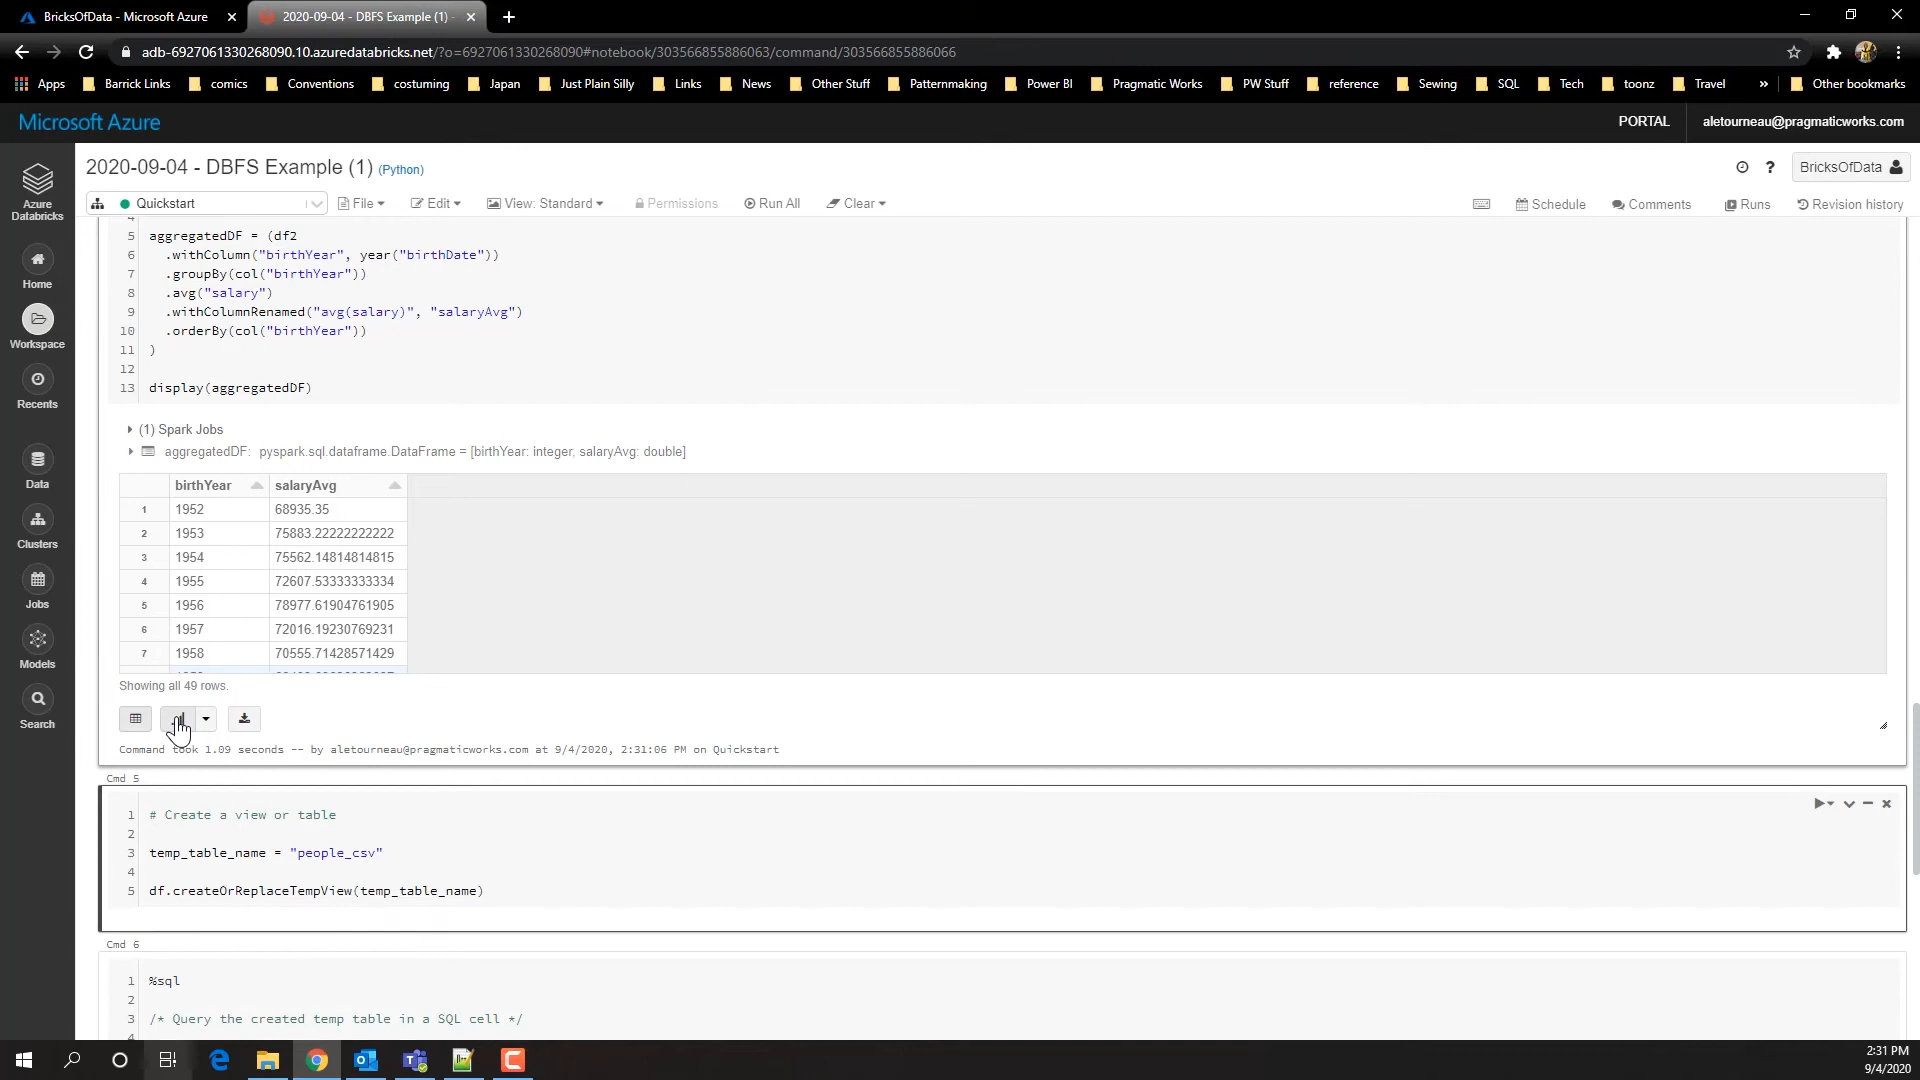 BricksOfData - Microsoft Azure
2020-09-04 - DBFS Example (1) -
adb-6927061330268090.10.azuredatabricks.net/?o=6927061330268090#notebook/303566855886063/command/303566855886066
Apps Barrick Links comics Conventions costuming Japan Just Plain Silly Links News Other Stuff Patternmaking Power BI Pragmatic Works PW Stuff reference Sewing SQL Tech toonz Travel » Other bookmarks
Microsoft Azure PORTAL aletourneau@pragmaticworks.com
2020-09-04 - DBFS Example (1) (Python) ? BricksOfData
Quickstart File Edit View: Standard Permissions Run All Clear Schedule Comments Runs Revision history
Azure Databricks
Home
Workspace
Recents
Data
Clusters
Jobs
Models
Search
4
5 aggregatedDF = (df2
6 .withColumn("birthYear", year("birthDate"))
7 .groupBy(col("birthYear"))
8 .avg("salary")
9 .withColumnRenamed("avg(salary)", "salaryAvg")
10 .orderBy(col("birthYear"))
11 )
12
13 display(aggregatedDF)
(1) Spark Jobs
aggregatedDF: pyspark.sql.dataframe.DataFrame = [birthYear: integer, salaryAvg: double]
birthYear salaryAvg
1 1952 68935.35
2 1953 75883.22222222222
3 1954 75562.14814814815
4 1955 72607.53333333334
5 1956 78977.61904761905
6 1957 72016.19230769231
7 1958 70555.71428571429
Showing all 49 rows.
Command took 1.09 seconds -- by aletourneau@pragmaticworks.com at 9/4/2020, 2:31:06 PM on Quickstart
Cmd 5
1 # Create a view or table
2
3 temp_table_name = "people_csv"
4
5 df.createOrReplaceTempView(temp_table_name)
Cmd 6
1 %sql
2
3 /* Query the created temp table in a SQL cell */
4
2:31 PM
9/4/2020